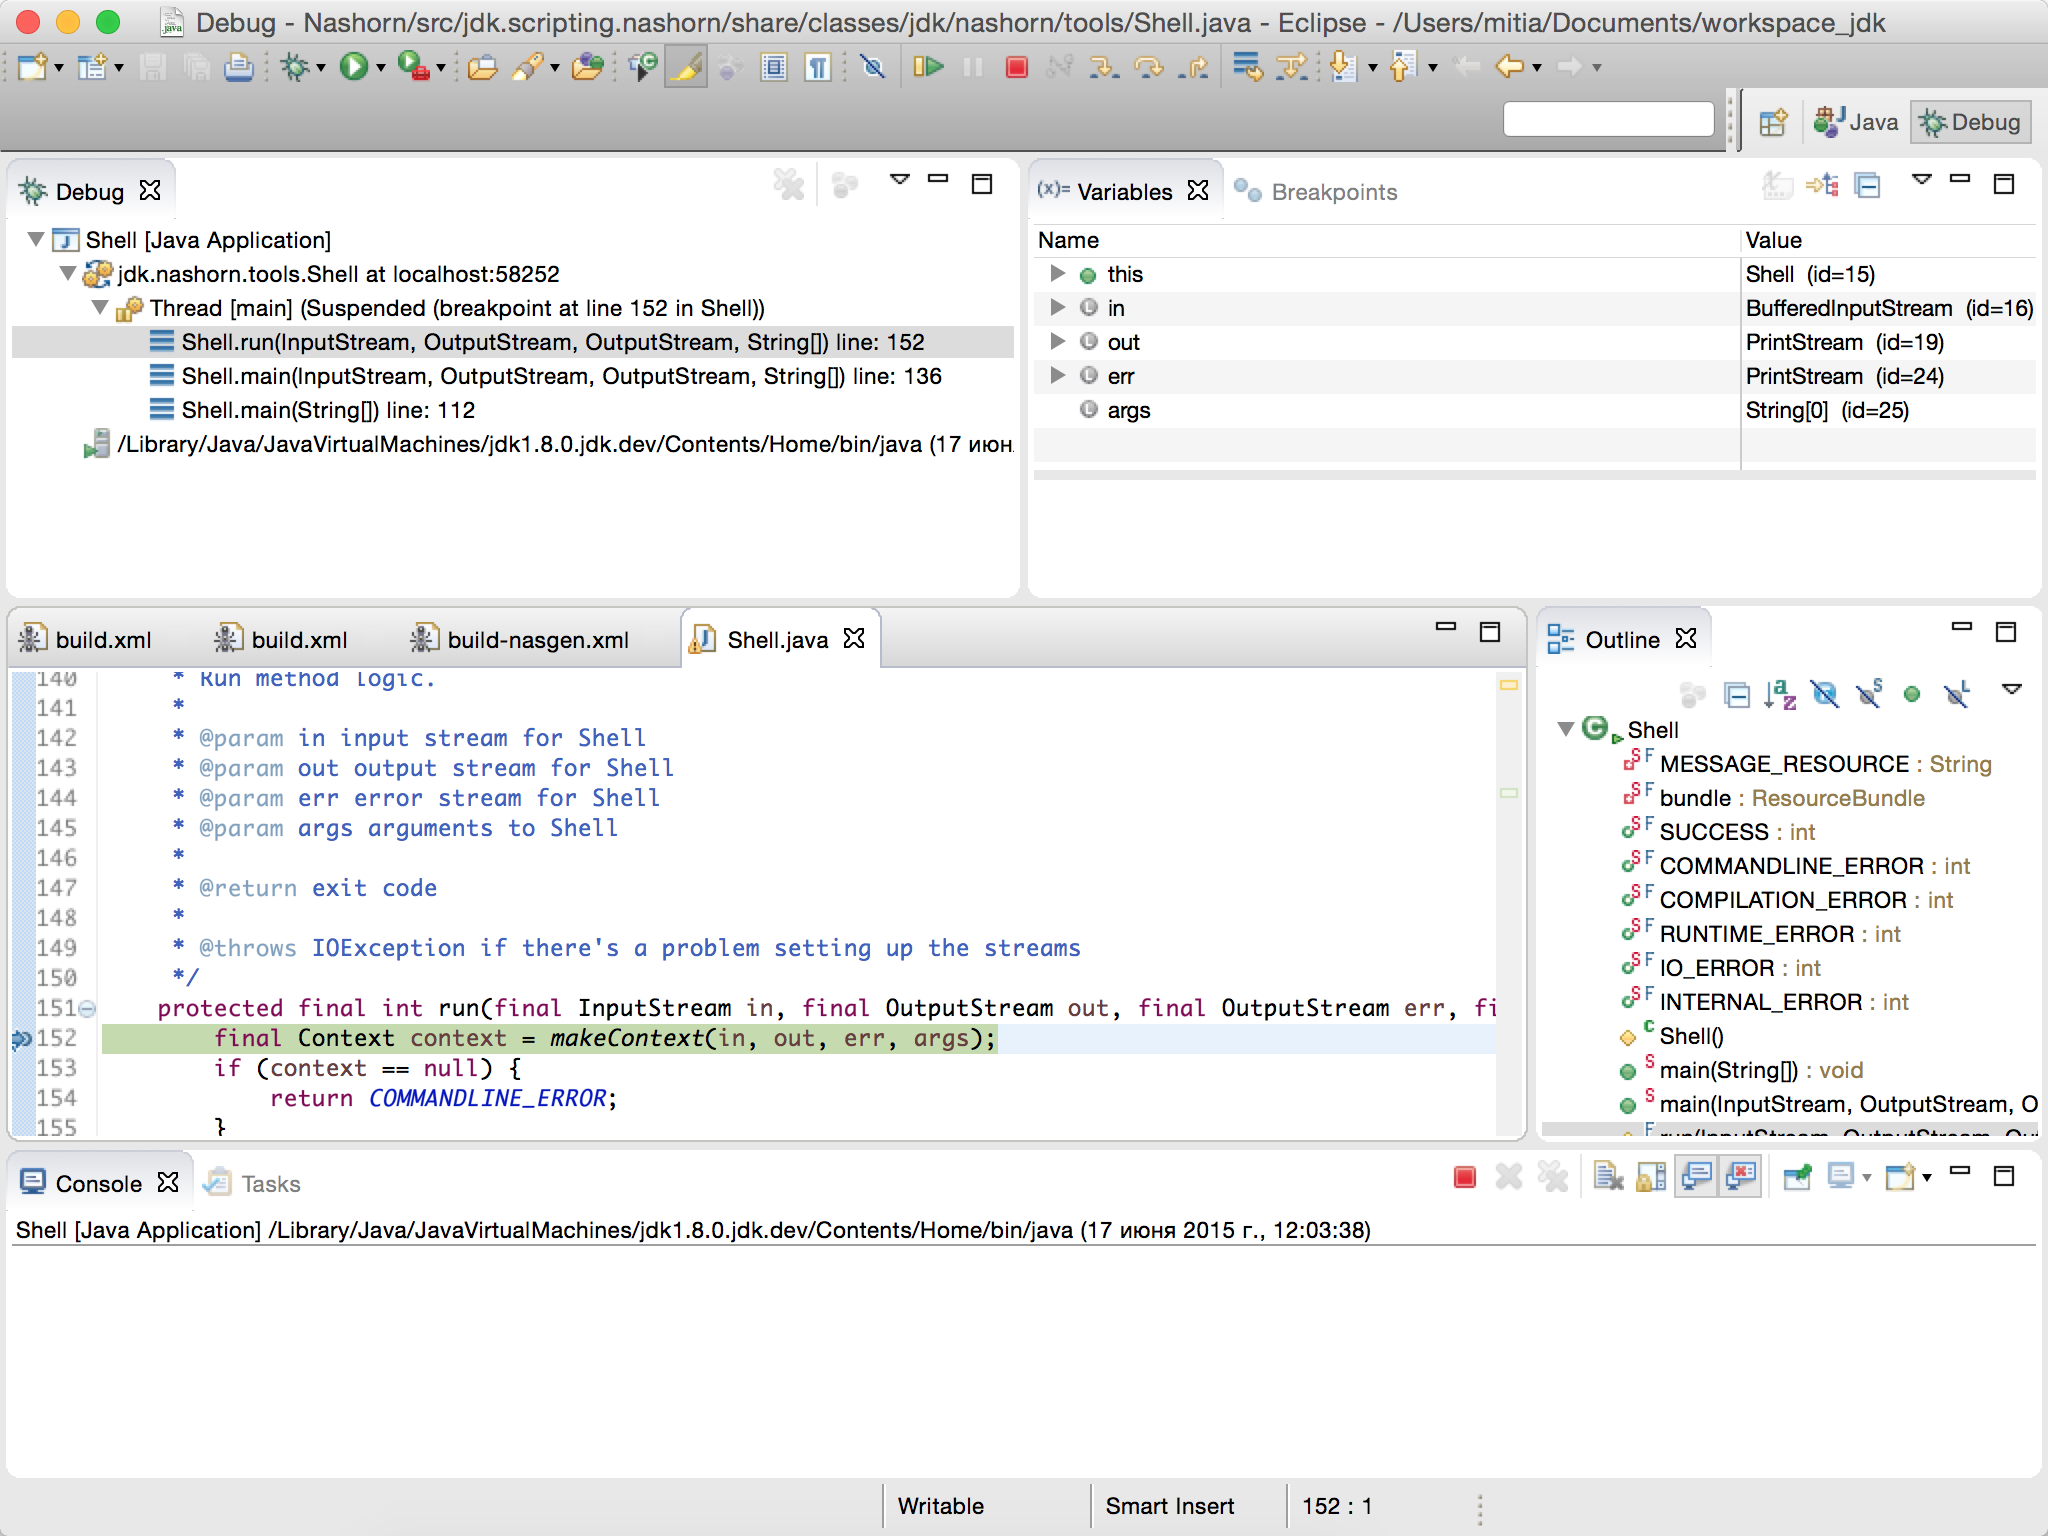 Debug - Nashorn/src/jdk.scripting.nashorn/share/classes/jdk/nashorn/tools/Shell.java - Eclipse - /Users/mitia/Documents/workspace_jdk
Java
Debug
Debug
Shell [Java Application]
jdk.nashorn.tools.Shell at localhost:58252
Thread [main] (Suspended (breakpoint at line 152 in Shell))
Shell.run(InputStream, OutputStream, OutputStream, String[]) line: 152
Shell.main(InputStream, OutputStream, OutputStream, String[]) line: 136
Shell.main(String[]) line: 112
/Library/Java/JavaVirtualMachines/jdk1.8.0.jdk.dev/Contents/Home/bin/java (17 июн
(x)= Variables
Breakpoints
Name Value
this Shell (id=15)
in BufferedInputStream (id=16)
out PrintStream (id=19)
err PrintStream (id=24)
args String[0] (id=25)
build.xml
build.xml
build-nasgen.xml
Shell.java
140 * Run method logic.
141 *
142 * @param in input stream for Shell
143 * @param out output stream for Shell
144 * @param err error stream for Shell
145 * @param args arguments to Shell
146 *
147 * @return exit code
148 *
149 * @throws IOException if there's a problem setting up the streams
150 */
151 protected final int run(final InputStream in, final OutputStream out, final OutputStream err, fi
152 final Context context = makeContext(in, out, err, args);
153 if (context == null) {
154 return COMMANDLINE_ERROR;
155 }
Outline
Shell
MESSAGE_RESOURCE : String
bundle : ResourceBundle
SUCCESS : int
COMMANDLINE_ERROR : int
COMPILATION_ERROR : int
RUNTIME_ERROR : int
IO_ERROR : int
INTERNAL_ERROR : int
Shell()
main(String[]) : void
main(InputStream, OutputStream, O
Console
Tasks
Shell [Java Application] /Library/Java/JavaVirtualMachines/jdk1.8.0.jdk.dev/Contents/Home/bin/java (17 июня 2015 г., 12:03:38)
Writable
Smart Insert
152 : 1